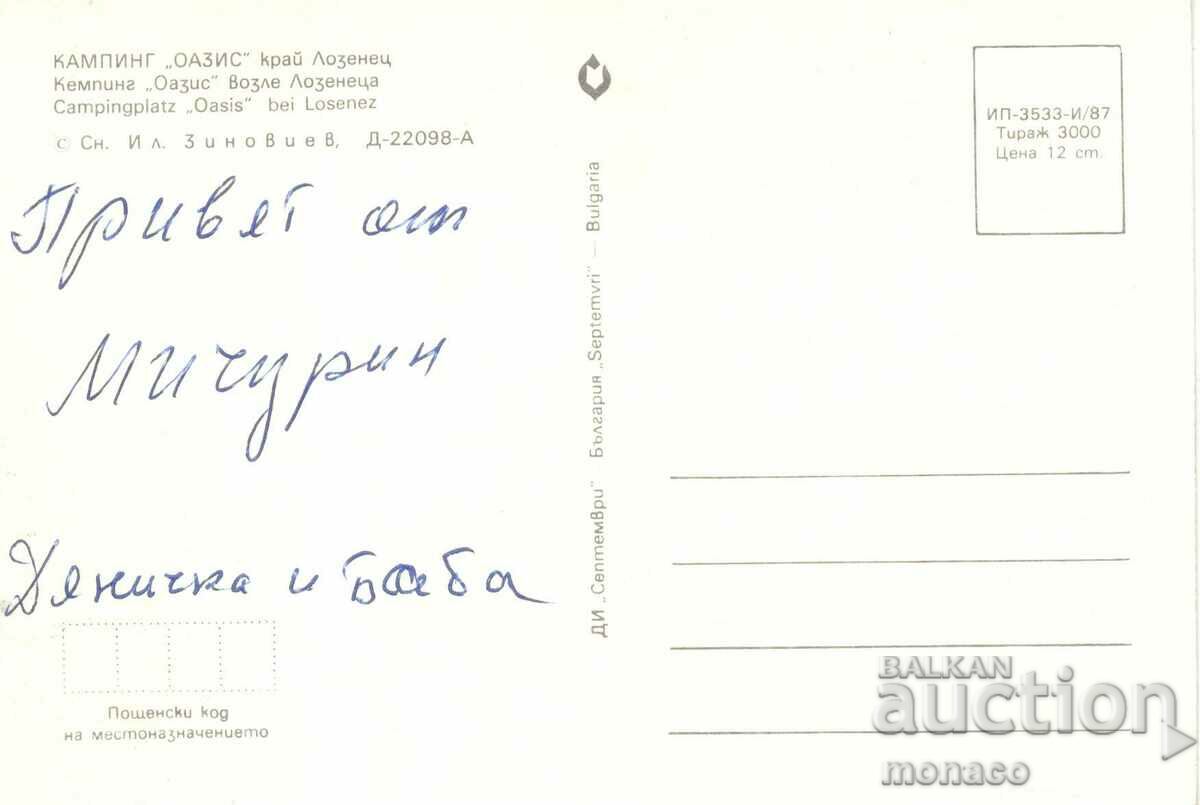 КАМПИНГ „ОАЗИС" край Лозенец
Кемпинг „Оазис" возле Лозенеца
Campingplatz „Oasis" bei Losenez
© Сн. Ил. Зиновиев, Д-22098-А
Привят от
Мичурин
Дяничка и Баба
Пощенски код
на местоназначението
ДИ „Септември" България „Septemvri" — Bulgaria
ИП-3533-И/87
Тираж 3000
Цена 12 ст.
BALKAN
auction
monaco